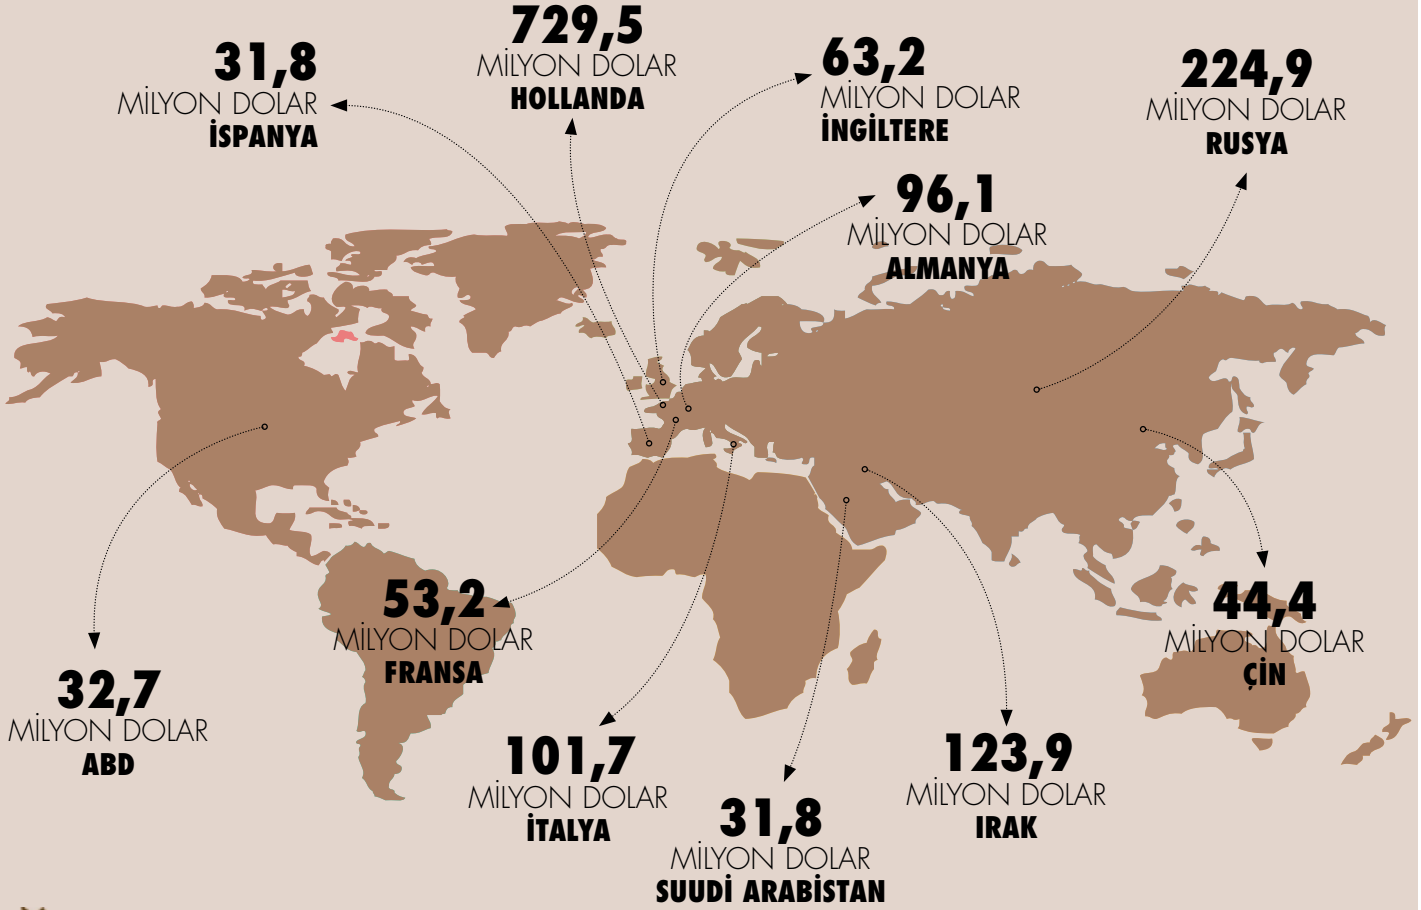 31,8
MİLYON DOLAR
İSPANYA
729,5
MİLYON DOLAR
HOLLANDA
63,2
MİLYON DOLAR
İNGİLTERE
224,9
MİLYON DOLAR
RUSYA
96,1
MİLYON DOLAR
ALMANYA
53,2
MİLYON DOLAR
FRANSA
44,4
MİLYON DOLAR
ÇİN
32,7
MİLYON DOLAR
ABD
101,7
MİLYON DOLAR
İTALYA
31,8
MİLYON DOLAR
SUUDİ ARABİSTAN
123,9
MİLYON DOLAR
IRAK